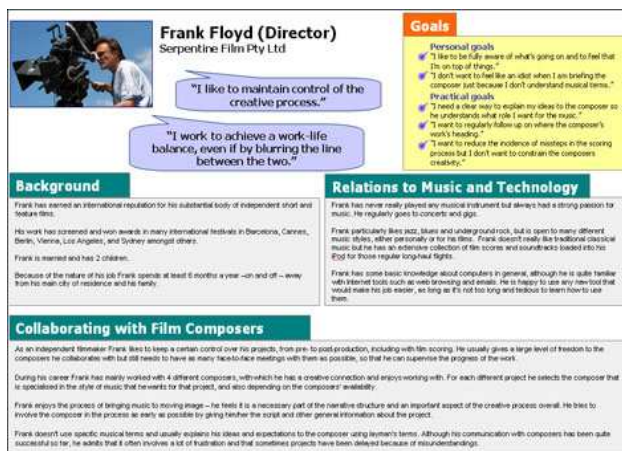 Frank Floyd (Director)
Serpentine Film Pty Ltd
"I like to maintain control of the
creative process."
"I work to achieve a work-life
balance, even if by blurring the line
between the two."
Goals
Personal goals
"I like to be fully aware of what's going on and to feel that
I'm on top of things."
"I don't want to feel like an idiot when I am briefing the
composer just because I don't understand musical terms."
Practical goals
"I need a clear way to explain my ideas to the composer so
he understands what role I want for the music."
"I want to regularly follow up on where the composer's
work's heading."
"I want to reduce the incidence of missteps in the scoring
process but I don't want to constrain the composers
creativity."
Background
Frank has earned an international reputation for his substantial body of independent short and
feature films.
His work has screened and won awards in many international festivals in Barcelona, Cannes,
Berlin, Vienna, Los Angeles, and Sydney amongst others.
Frank is married and has 2 children.
Because of the nature of his job Frank spends at least 6 months a year –on and off – away
from his main city of residence and his family.
Relations to Music and Technology
Frank has never really played any musical instrument but always had a strong passion for
music. He regularly goes to concerts and gigs.
Frank particularly likes jazz, blues and underground rock, but is open to many different
music styles, either personally or for his films. Frank doesn't really like traditional classical
music but he has an extensive collection of film scores and soundtracks loaded into his
iPod for those regular long-haul flights.
Frank has some basic knowledge about computers in general, although he is quite familiar
with Internet tools such as web browsing and emails. He is happy to use any new tool that
would make his job easier, as long as it's not too long and tedious to learn how to use
them.
Collaborating with Film Composers
As an independent filmmaker Frank likes to keep a certain control over his projects, from pre- to post-production, including with film scoring. He usually gives a large level of freedom to the
composers he collaborates with but still needs to have as many face-to-face meetings with them as possible, so that he can supervise the progress of the work.
During his career Frank has mainly worked with 4 different composers, with which he has a creative connection and enjoys working with. For each different project he selects the composer that
is specialised in the style of music that he wants for that project, and also depending on the composers' availability.
Frank enjoys the process of bringing music to moving image – he feels it is a necessary part of the narrative structure and an important aspect of the creative process overall. He tries to
involve the composer in the process as early as possible by giving him/her the script and other general information about the project.
Frank doesn't use specific musical terms and usually explains his ideas and expectations to the composer using layman's terms. Although his communication with composers has been quite
successful so far, he admits that it often involves a lot of frustration and that sometimes projects have been delayed because of misunderstandings.